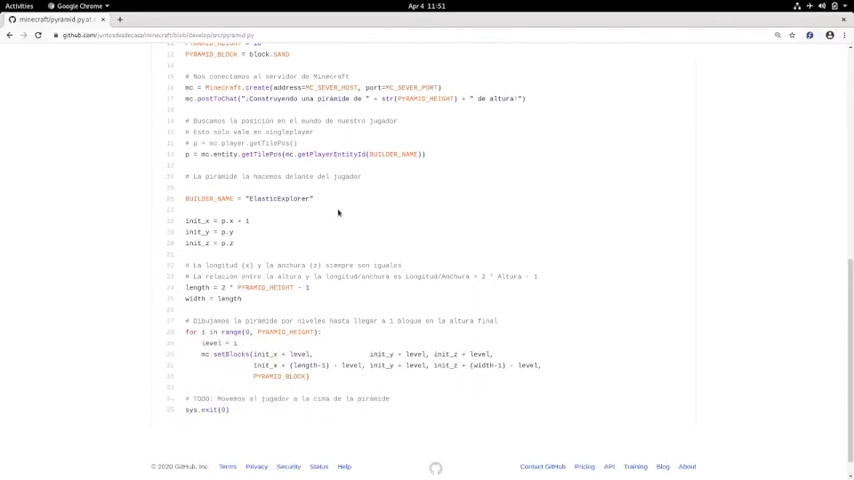 Activities
Google Chrome
Apr 4 11:51
minecraft/pyramid.py at d
github.com/juntosdesdecasa/minecraft/blob/develop/src/pyramid.py
PYRAMID_BLOCK = block.SAND
# Nos conectamos al servidor de Minecraft
mc = Minecraft.create(address=MC_SEVER_HOST, port=MC_SEVER_PORT)
mc.postToChat("¡Construyendo una pirámide de " + str(PYRAMID_HEIGHT) + " de altura!")
# Buscamos la posición en el mundo de nuestro jugador
# Esto sólo vale en singleplayer
# p = mc.player.getTilePos()
p = mc.entity.getTilePos(mc.getPlayerEntityId(BUILDER_NAME))
# La pirámide la hacemos delante del jugador
BUILDER_NAME = "ElasticExplorer"
init_x = p.x + 1
init_y = p.y
init_z = p.z
# La longitud (x) y la anchura (z) siempre son iguales
# La relación entre la altura y la longitud/anchura es Longitud/Anchura = 2 * Altura - 1
length = 2 * PYRAMID_HEIGHT - 1
width = length
# Dibujamos la pirámide por niveles hasta llegar a 1 bloque en la altura final
for i in range(0, PYRAMID_HEIGHT):
level = i
mc.setBlocks(init_x + level, init_y + level, init_z + level,
init_x + (length-1) - level, init_y + level, init_z + (width-1) - level,
PYRAMID_BLOCK)
# TODO: Movemos al jugador a la cima de la pirámide
sys.exit(0)
© 2020 GitHub, Inc. Terms Privacy Security Status Help Contact GitHub Pricing API Training Blog About